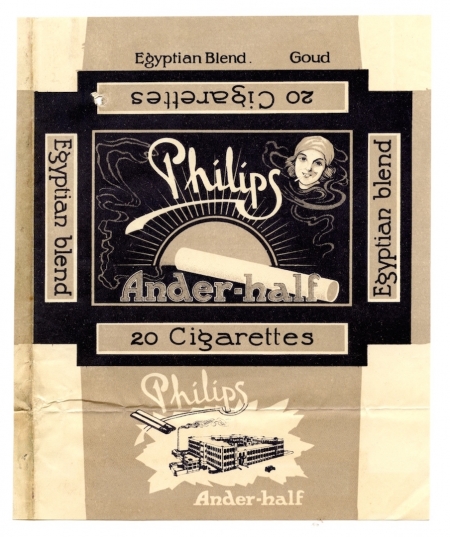 Egyptian Blend. Goud
20 Cigarettes
Egyptian blend
Philips
Ander-half
Egyptian blend
20 Cigarettes
Philips
Ander-half